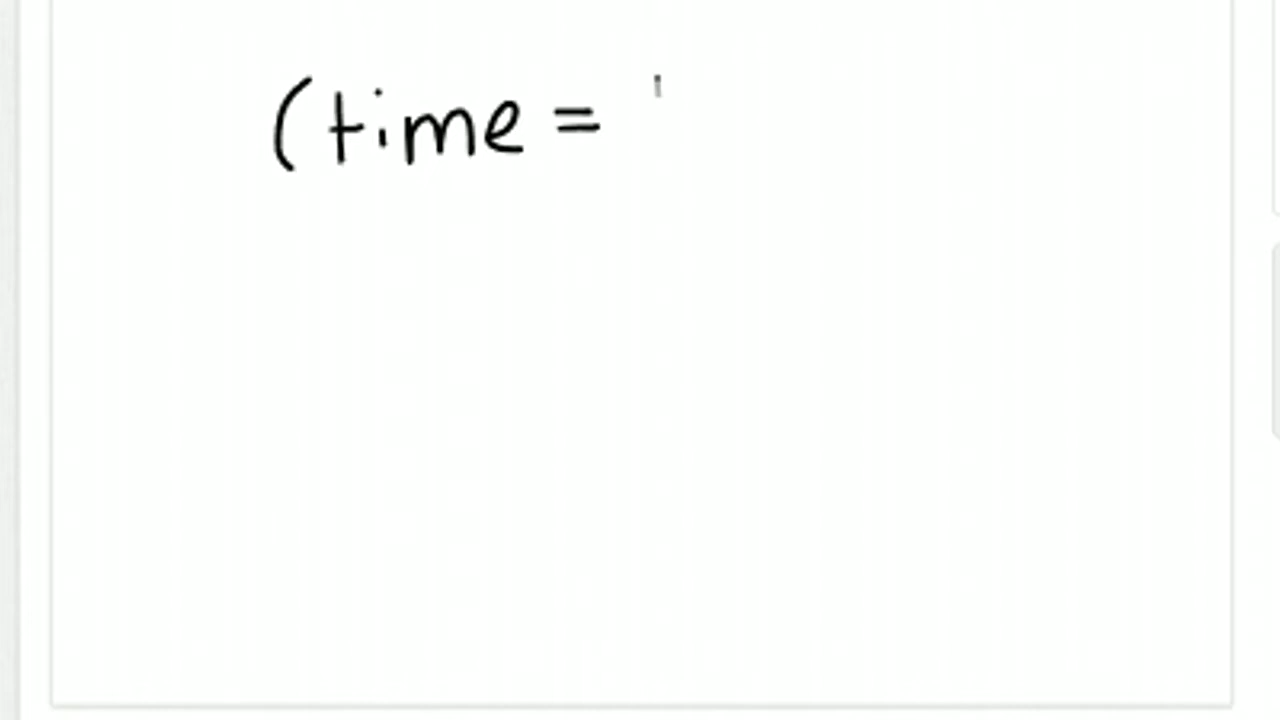 (time =